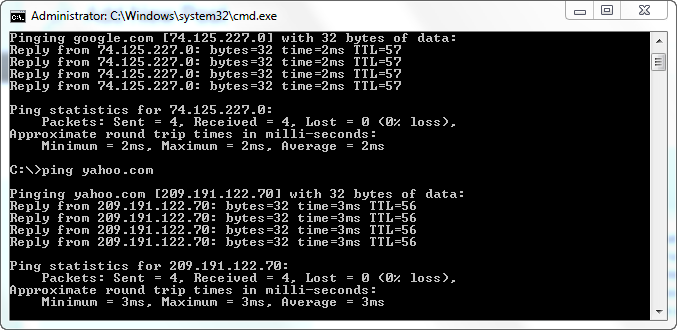 Administrator: C:\Windows\system32\cmd.exe
Pinging google.com [74.125.227.0] with 32 bytes of data:
Reply from 74.125.227.0: bytes=32 time=2ms TTL=57
Reply from 74.125.227.0: bytes=32 time=2ms TTL=57
Reply from 74.125.227.0: bytes=32 time=2ms TTL=57
Reply from 74.125.227.0: bytes=32 time=2ms TTL=57
Ping statistics for 74.125.227.0:
    Packets: Sent = 4, Received = 4, Lost = 0 (0% loss),
Approximate round trip times in milli-seconds:
    Minimum = 2ms, Maximum = 2ms, Average = 2ms
C:\>ping yahoo.com
Pinging yahoo.com [209.191.122.70] with 32 bytes of data:
Reply from 209.191.122.70: bytes=32 time=3ms TTL=56
Reply from 209.191.122.70: bytes=32 time=3ms TTL=56
Reply from 209.191.122.70: bytes=32 time=3ms TTL=56
Reply from 209.191.122.70: bytes=32 time=3ms TTL=56
Ping statistics for 209.191.122.70:
    Packets: Sent = 4, Received = 4, Lost = 0 (0% loss),
Approximate round trip times in milli-seconds:
    Minimum = 3ms, Maximum = 3ms, Average = 3ms